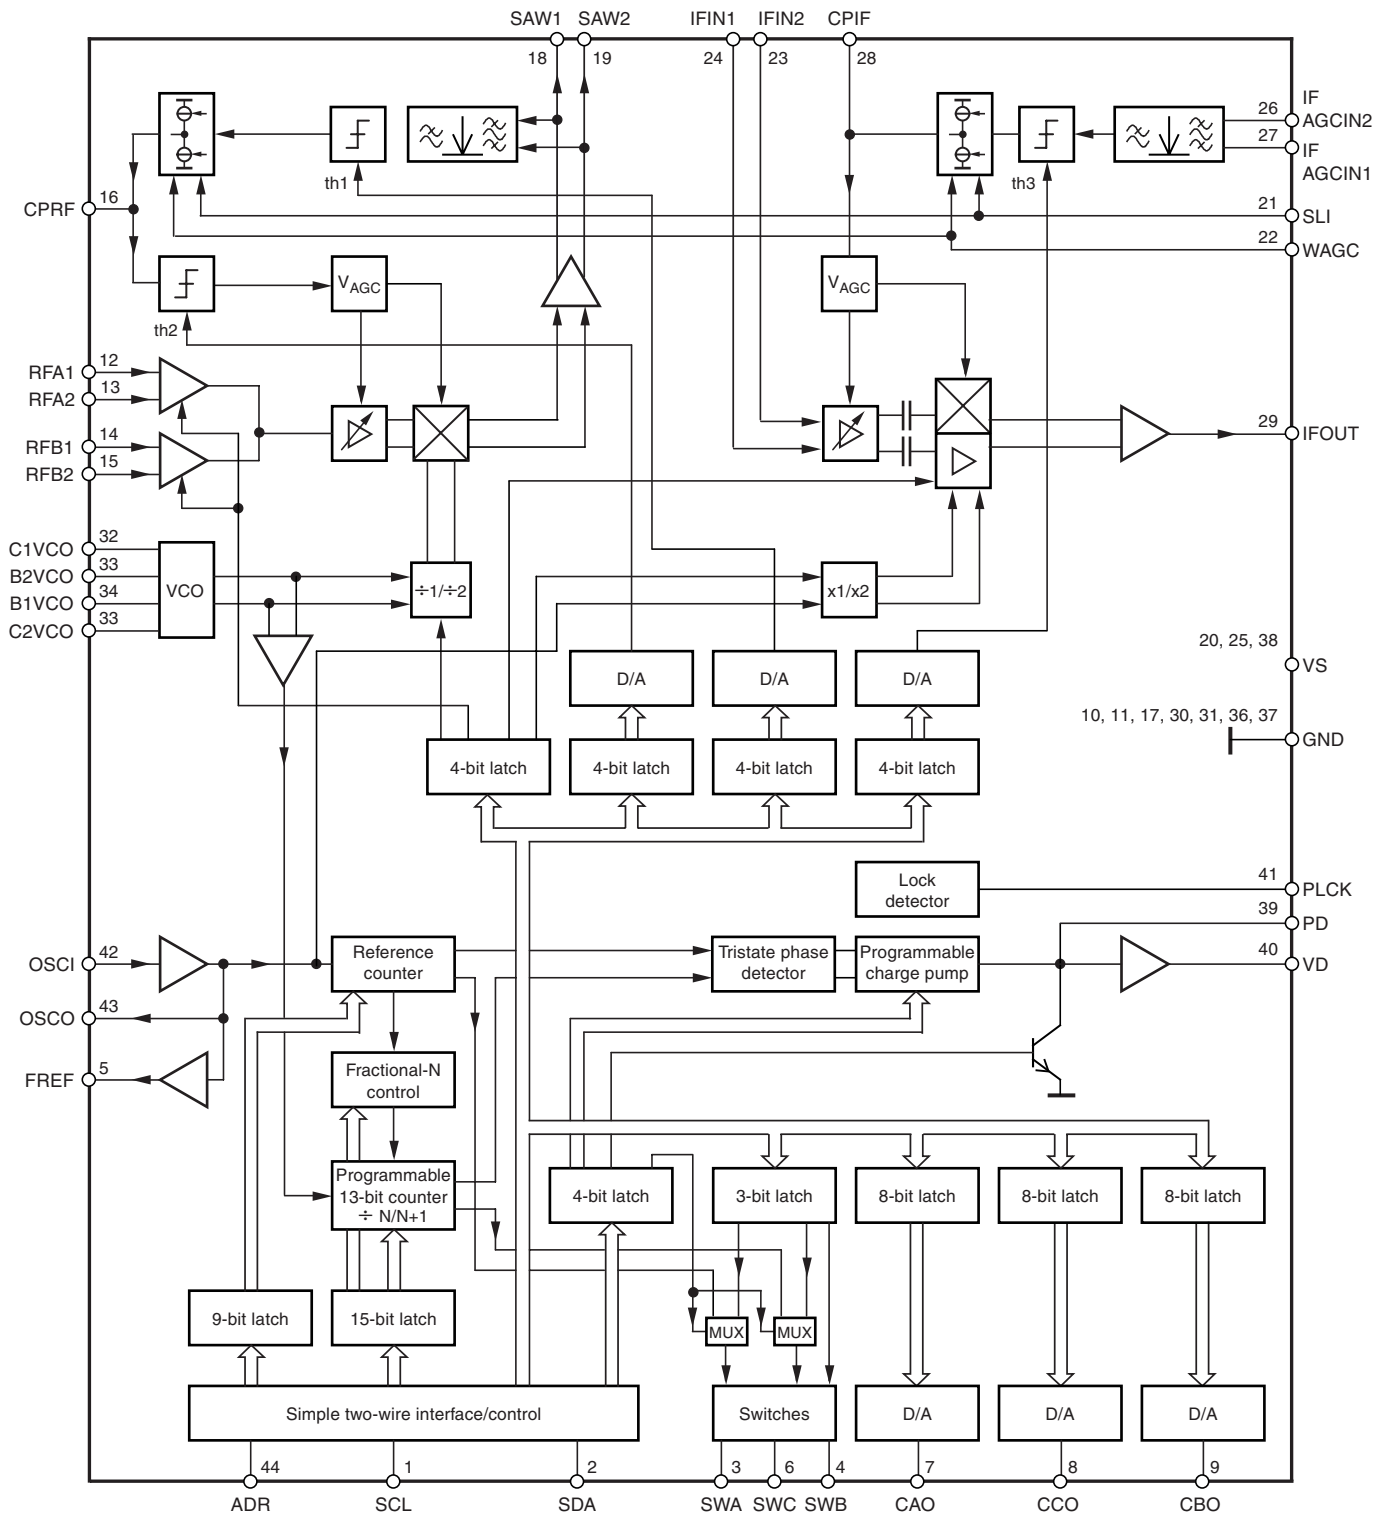 SAW1 SAW2 IFIN1 IFIN2 CPIF
18 19 24 23 28
IF
26
AGCIN2
27
IF
AGCIN1
th1
th3
16
CPRF
21
SLI
22
WAGC
VAGC
VAGC
th2
12
RFA1
13
RFA2
14
RFB1
15
RFB2
29
IFOUT
32
C1VCO
33
B2VCO
34
B1VCO
33
C2VCO
VCO
÷1/÷2
x1/x2
20, 25, 38
VS
D/A D/A D/A
10, 11, 17, 30, 31, 36, 37
GND
4-bit latch 4-bit latch 4-bit latch 4-bit latch
Lock
detector
41
PLCK
39
PD
42
OSCI
Reference
counter
Tristate phase
detector
Programmable
charge pump
40
VD
43
OSCO
5
FREF
Fractional-N
control
Programmable
13-bit counter
÷ N/N+1
4-bit latch 3-bit latch 8-bit latch 8-bit latch 8-bit latch
9-bit latch 15-bit latch
MUX MUX
Simple two-wire interface/control
Switches D/A D/A D/A
44 1 2 3 6 4 7 8 9
ADR SCL SDA SWA SWC SWB CAO CCO CBO